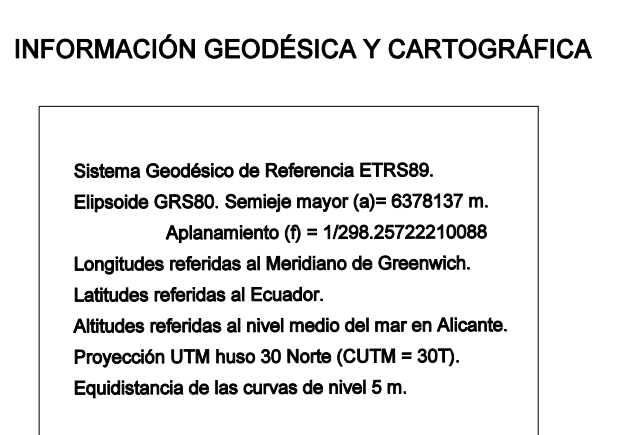 INFORMACIÓN GEODÉSICA Y CARTOGRÁFICA
Sistema Geodésico de Referencia ETRS89.
Elipsoide GRS80. Semieje mayor (a)= 6378137 m.
Aplanamiento (f) = 1/298.25722210088
Longitudes referidas al Meridiano de Greenwich.
Latitudes referidas al Ecuador.
Altitudes referidas al nivel medio del mar en Alicante.
Proyección UTM huso 30 Norte (CUTM = 30T).
Equidistancia de las curvas de nivel 5 m.